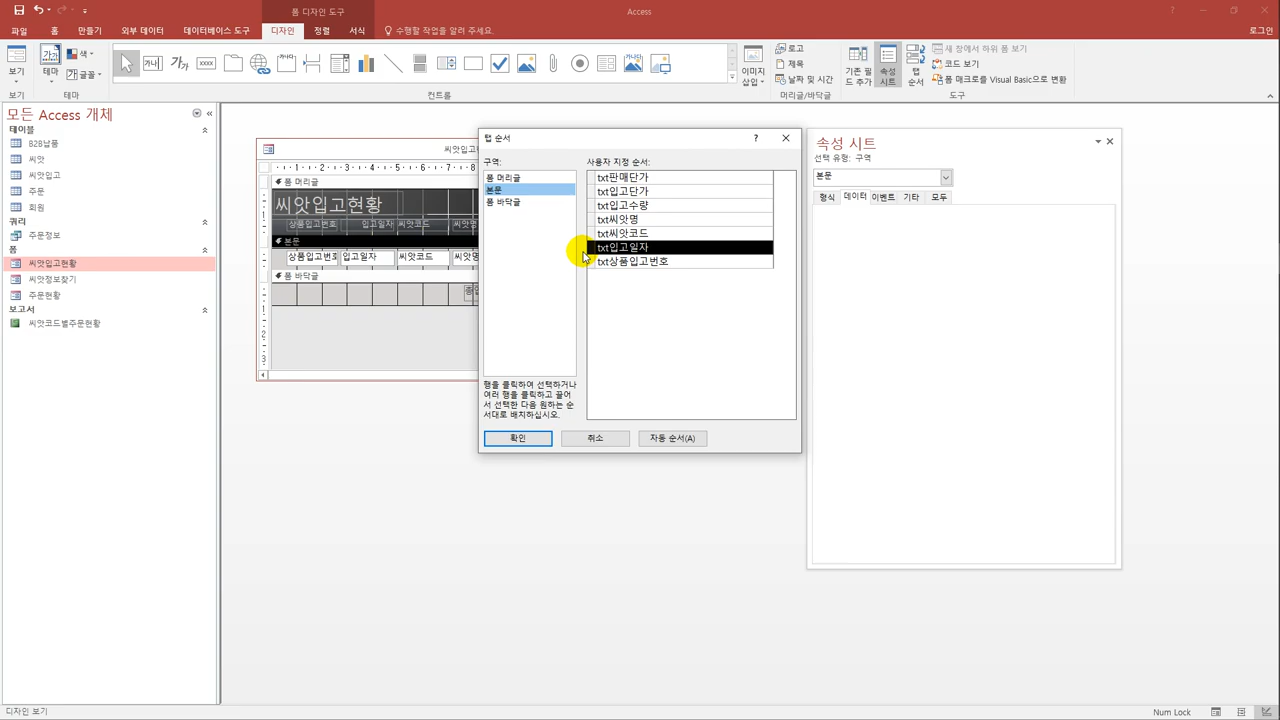 폼 디자인 도구
Access
파일
홈
만들기
외부 데이터
데이터베이스 도구
디자인
정렬
서식
수행할 작업을 알려 주세요.
로그인
보기
테마
색
가가 글꼴
이미지 삽입
로고
제목
날짜 및 시간
기존 필드 추가
속성 시트
탭 순서
새 창에서 하위 폼 보기
코드 보기
폼 매크로를 Visual Basic으로 변환
보기
테마
컨트롤
머리글/바닥글
도구
모든 Access 개체
테이블
B2B납품
씨앗
씨앗입고
주문
회원
쿼리
주문정보
폼
씨앗입고현황
씨앗정보찾기
주문현황
보고서
씨앗코드별주문현황
폼 머리글
씨앗입고현황
상품입고번호 입고일자 씨앗코드
본문
입고일자 씨앗코드
폼 바닥글
탭 순서
구역:
폼 머리글
본문
폼 바닥글
사용자 지정 순서:
txt판매단가
txt입고단가
txt입고수량
txt씨앗명
txt씨앗코드
txt입고일자
txt상품입고번호
행을 클릭하여 선택하거나
여러 행을 클릭하고 끌어
서 선택한 다음 원하는 순
서대로 배치하십시오.
확인
취소
자동 순서(A)
속성 시트
선택 유형: 구역
본문
형식 데이터 이벤트 기타 모두
디자인 보기
Num Lock